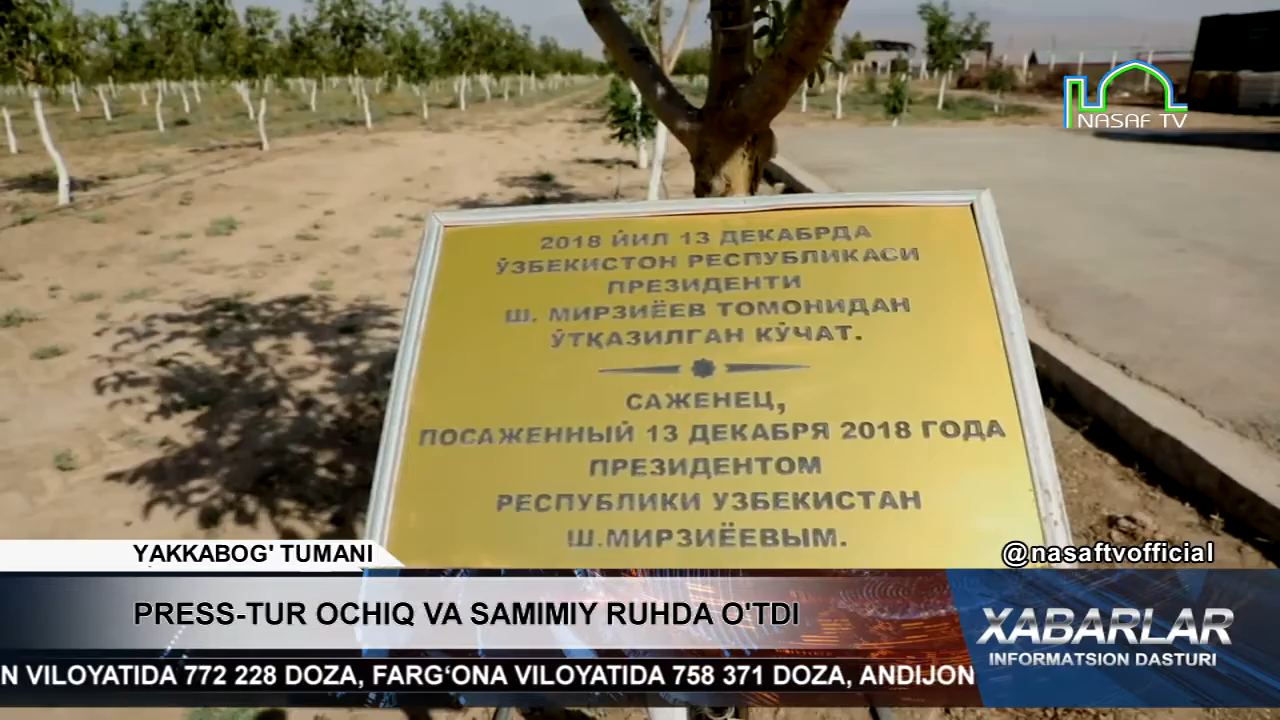 NASAF TV
2018 ЙИЛ 13 ДЕКАБРДА
ЎЗБЕКИСТОН РЕСПУБЛИКАСИ
ПРЕЗИДЕНТИ
Ш. МИРЗИЁЕВ ТОМОНИДАН
ЎТҚАЗИЛГАН КЎЧАТ.
САЖЕНЕЦ,
ПОСАЖЕННЫЙ 13 ДЕКАБРЯ 2018 ГОДА
ПРЕЗИДЕНТОМ
РЕСПУБЛИКИ УЗБЕКИСТАН
Ш.МИРЗИЁЕВЫМ.
YAKKABOG' TUMANI
@nasaftvofficial
PRESS-TUR OCHIQ VA SAMIMIY RUHDA O'TDI
XABARLAR
INFORMATSION DASTURI
N VILOYATIDA 772 228 DOZA, FARG‘ONA VILOYATIDA 758 371 DOZA, ANDIJON